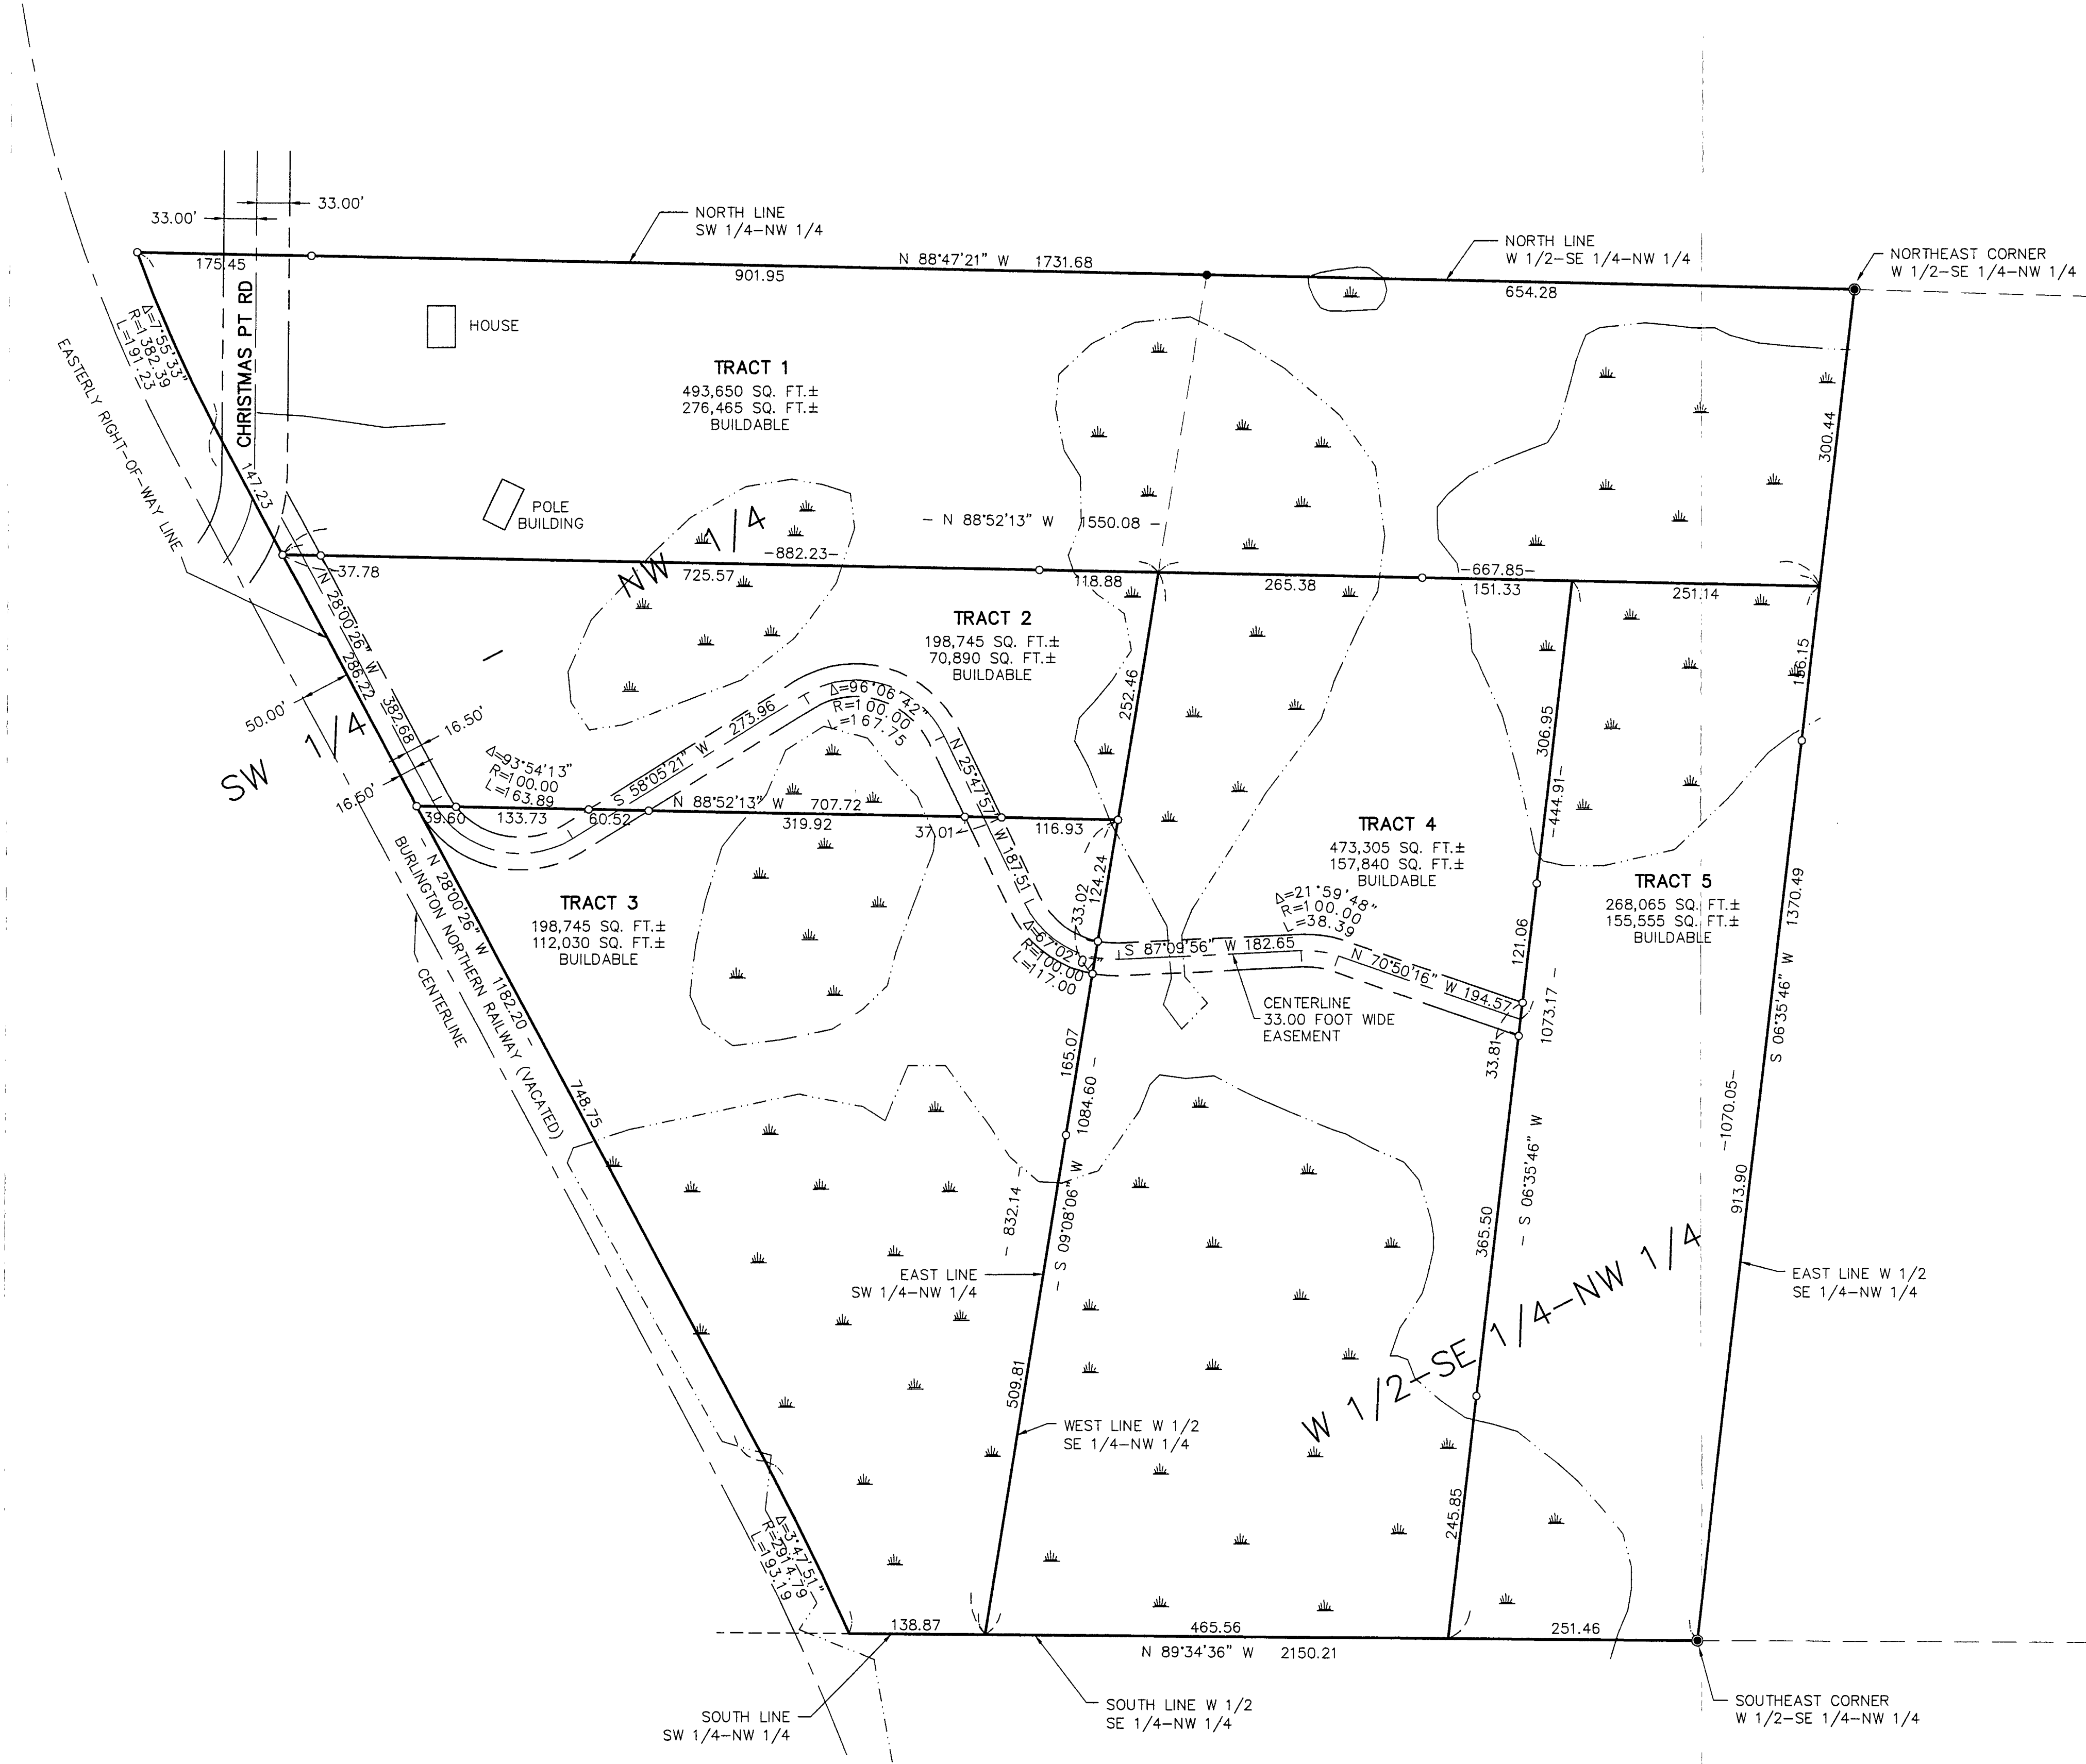 33.00'
33.00'
NORTH LINE
SW 1/4-NW 1/4
NORTH LINE
W 1/2-SE 1/4-NW 1/4
NORTHEAST CORNER
W 1/2-SE 1/4-NW 1/4
175.45
N 88°47'21" W 1731.68
901.95
654.28
Δ=7°55'33"
R=1382.39
L=191.23
CHRISTMAS PT RD
HOUSE
EASTERLY RIGHT-OF-WAY LINE
TRACT 1
493,650 SQ. FT.±
276,465 SQ. FT.±
BUILDABLE
300.44
147.23
POLE
BUILDING
NW 1/4
- N 88°52'13" W 1550.08 -
-882.23-
37.78
725.57
118.88
265.38
-667.85-
151.33
251.14
N 28°00'26" W
382.68
286.22
50.00'
16.50'
16.50'
SW 1/4
TRACT 2
198,745 SQ. FT.±
70,890 SQ. FT.±
BUILDABLE
252.46
156.15
306.95
-444.91-
Δ=96°06'42"
R=100.00
L=167.75
S 58°05'21" W 273.96
Δ=93°54'13"
R=100.00
L=163.89
N 25°47'57" W 187.51
39.60
133.73
60.52
N 88°52'13" W 707.72
319.92
37.01
116.93
TRACT 3
198,745 SQ. FT.±
112,030 SQ. FT.±
BUILDABLE
TRACT 4
473,305 SQ. FT.±
157,840 SQ. FT.±
BUILDABLE
TRACT 5
268,065 SQ. FT.±
155,555 SQ. FT.±
BUILDABLE
124.24
33.02
Δ=67°02'07"
R=100.00
L=117.00
S 87°09'56" W 182.65
Δ=21°59'48"
R=100.00
L=38.39
N 70°50'16" W 194.57
CENTERLINE
33.00 FOOT WIDE
EASEMENT
121.06
33.81
1073.17 -
- S 06°35'46" W
S 06°35'46" W 1370.49
-1070.05-
913.90
- N 28°00'26" W 1182.20 -
BURLINGTON NORTHERN RAILWAY (VACATED)
CENTERLINE
748.75
165.07
1084.60 -
- S 09°08'06" W
- 832.14 -
365.50
EAST LINE
SW 1/4-NW 1/4
W 1/2-SE 1/4-NW 1/4
EAST LINE W 1/2
SE 1/4-NW 1/4
509.81
WEST LINE W 1/2
SE 1/4-NW 1/4
245.85
Δ=3°47'51"
R=2914.79
L=193.19
138.87
465.56
251.46
N 89°34'36" W 2150.21
SOUTH LINE
SW 1/4-NW 1/4
SOUTH LINE W 1/2
SE 1/4-NW 1/4
SOUTHEAST CORNER
W 1/2-SE 1/4-NW 1/4